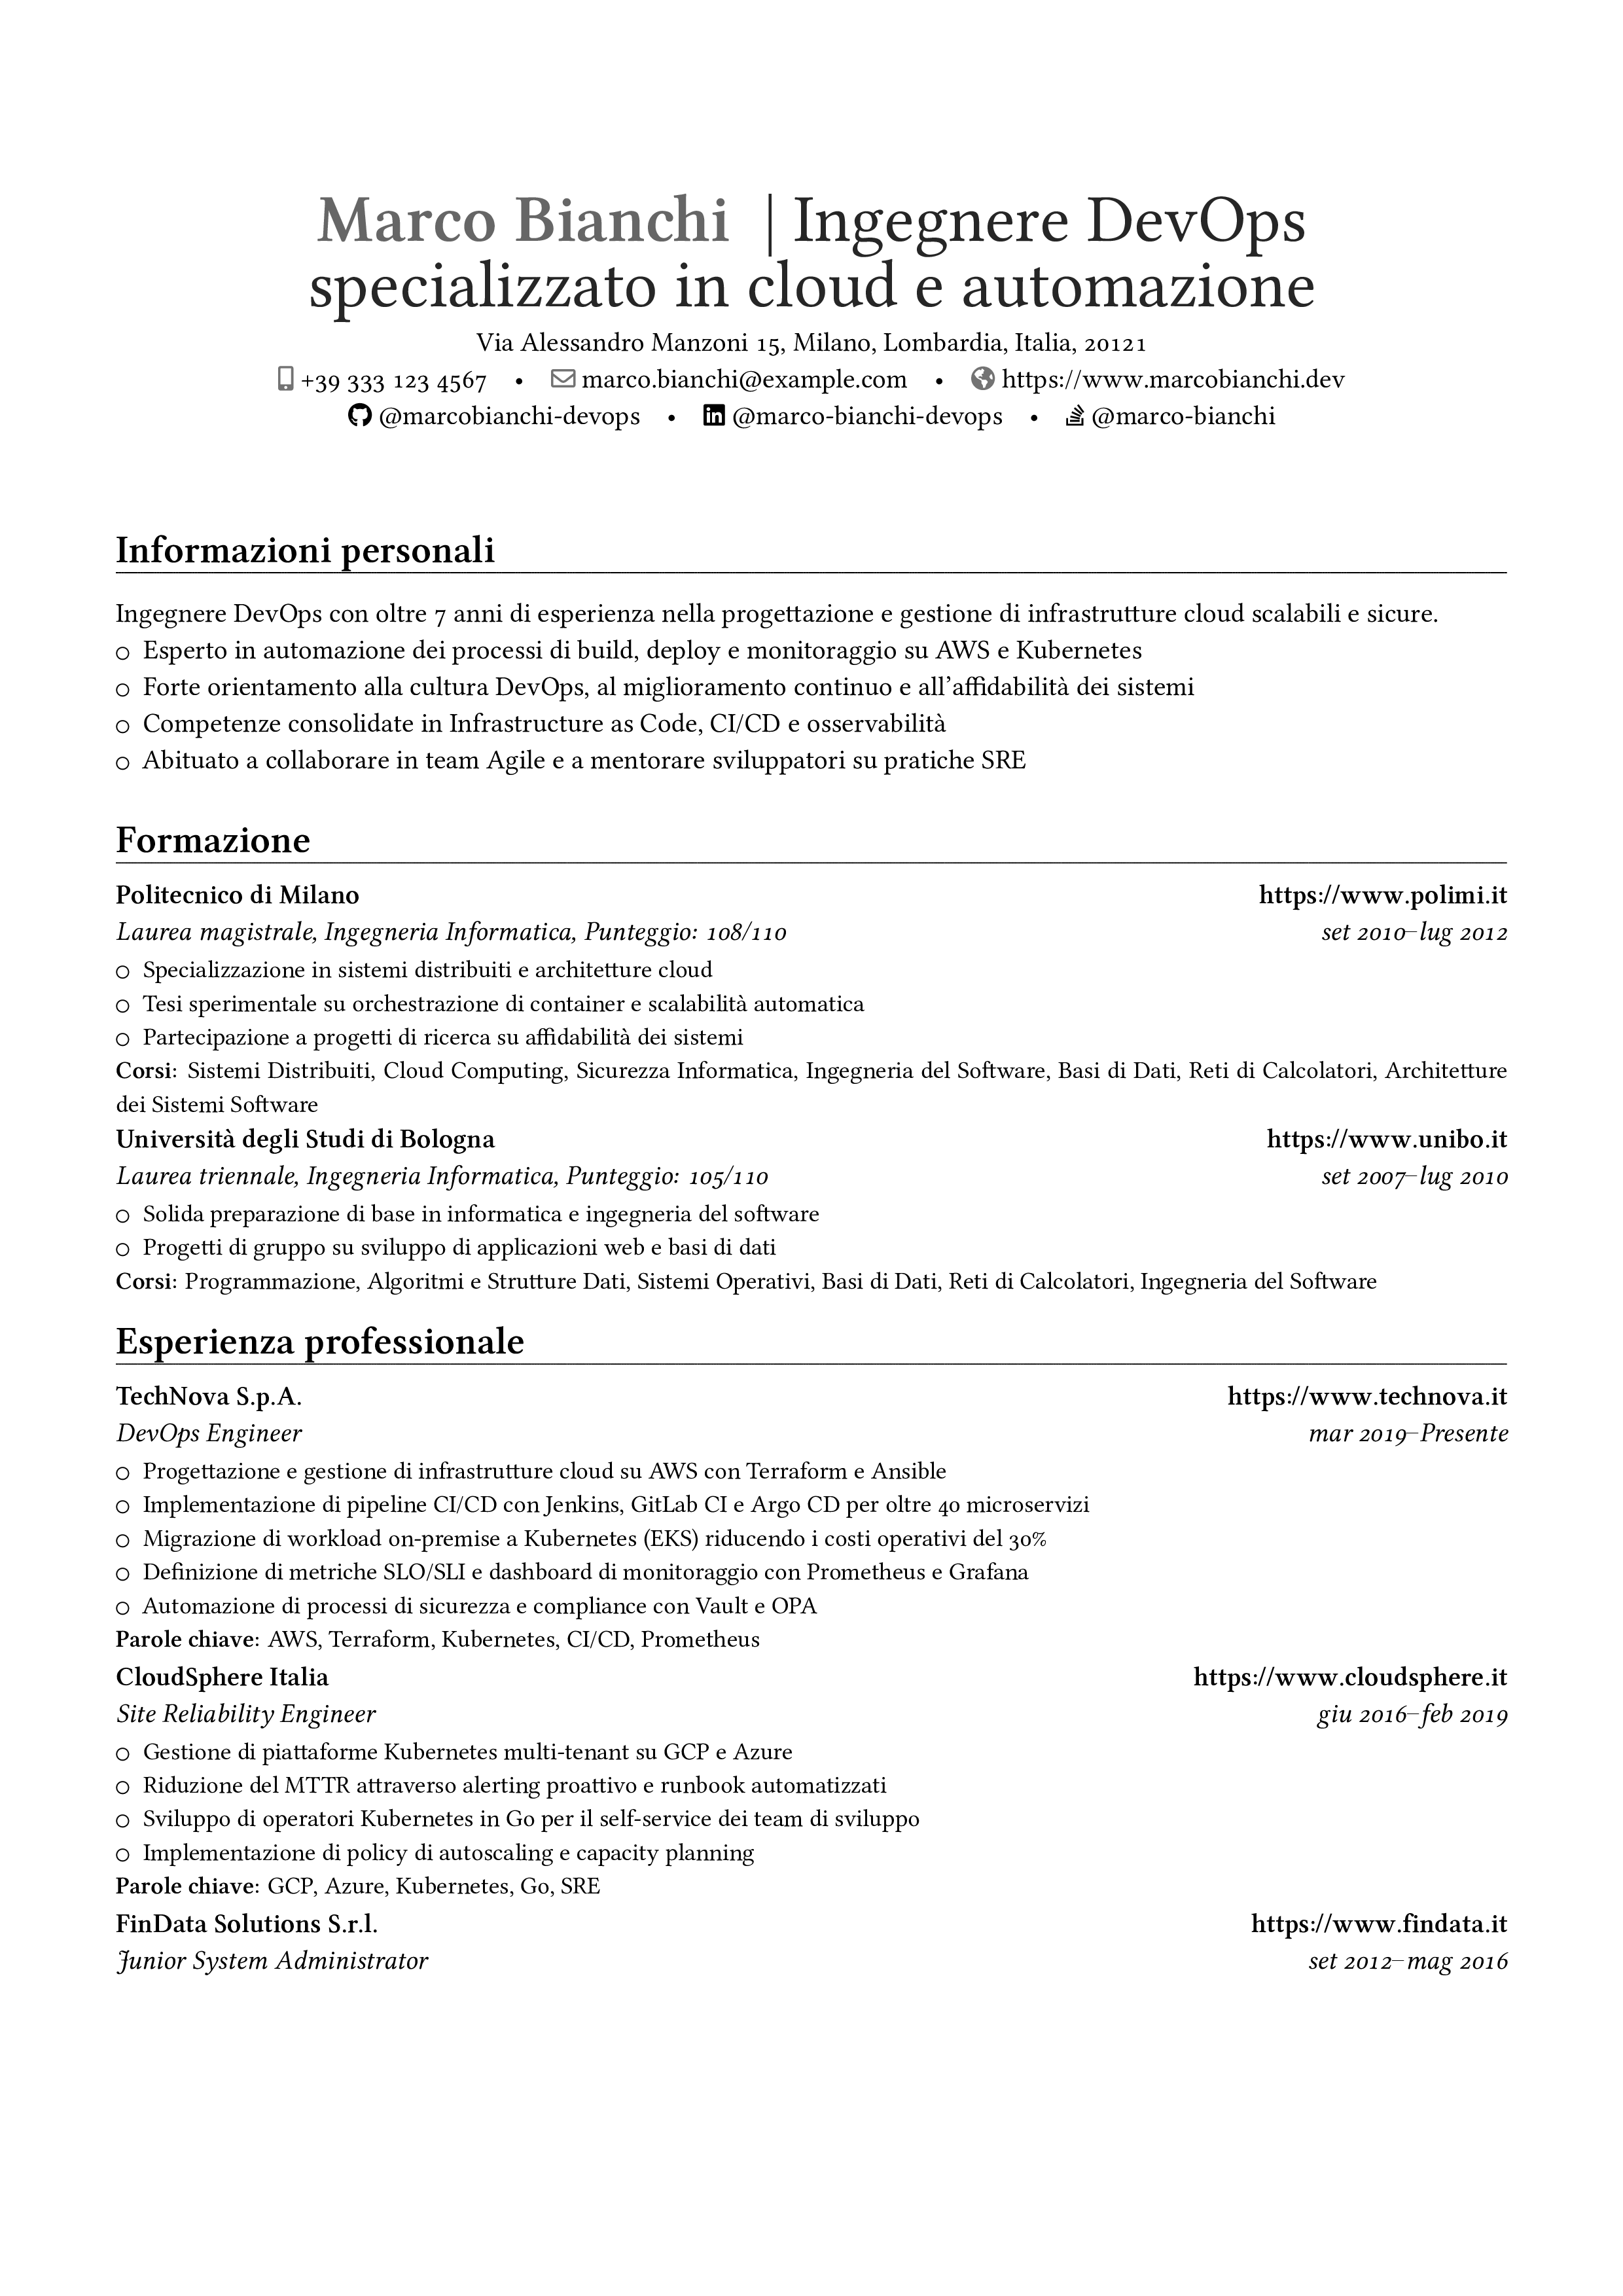 Marco Bianchi | Ingegnere DevOps
specializzato in cloud e automazione
Via Alessandro Manzoni 15, Milano, Lombardia, Italia, 20121
+39 333 123 4567 • marco.bianchi@example.com • https://www.marcobianchi.dev
@marcobianchi-devops • @marco-bianchi-devops • @marco-bianchi
Informazioni personali
Ingegnere DevOps con oltre 7 anni di esperienza nella progettazione e gestione di infrastrutture cloud scalabili e sicure.
○ Esperto in automazione dei processi di build, deploy e monitoraggio su AWS e Kubernetes
○ Forte orientamento alla cultura DevOps, al miglioramento continuo e all’affidabilità dei sistemi
○ Competenze consolidate in Infrastructure as Code, CI/CD e osservabilità
○ Abituato a collaborare in team Agile e a mentorare sviluppatori su pratiche SRE
Formazione
Politecnico di Milano https://www.polimi.it
Laurea magistrale, Ingegneria Informatica, Punteggio: 108/110 set 2010–lug 2012
○ Specializzazione in sistemi distribuiti e architetture cloud
○ Tesi sperimentale su orchestrazione di container e scalabilità automatica
○ Partecipazione a progetti di ricerca su affidabilità dei sistemi
Corsi: Sistemi Distribuiti, Cloud Computing, Sicurezza Informatica, Ingegneria del Software, Basi di Dati, Reti di Calcolatori, Architetture
dei Sistemi Software
Università degli Studi di Bologna https://www.unibo.it
Laurea triennale, Ingegneria Informatica, Punteggio: 105/110 set 2007–lug 2010
○ Solida preparazione di base in informatica e ingegneria del software
○ Progetti di gruppo su sviluppo di applicazioni web e basi di dati
Corsi: Programmazione, Algoritmi e Strutture Dati, Sistemi Operativi, Basi di Dati, Reti di Calcolatori, Ingegneria del Software
Esperienza professionale
TechNova S.p.A. https://www.technova.it
DevOps Engineer mar 2019–Presente
○ Progettazione e gestione di infrastrutture cloud su AWS con Terraform e Ansible
○ Implementazione di pipeline CI/CD con Jenkins, GitLab CI e Argo CD per oltre 40 microservizi
○ Migrazione di workload on-premise a Kubernetes (EKS) riducendo i costi operativi del 30%
○ Definizione di metriche SLO/SLI e dashboard di monitoraggio con Prometheus e Grafana
○ Automazione di processi di sicurezza e compliance con Vault e OPA
Parole chiave: AWS, Terraform, Kubernetes, CI/CD, Prometheus
CloudSphere Italia https://www.cloudsphere.it
Site Reliability Engineer giu 2016–feb 2019
○ Gestione di piattaforme Kubernetes multi-tenant su GCP e Azure
○ Riduzione del MTTR attraverso alerting proattivo e runbook automatizzati
○ Sviluppo di operatori Kubernetes in Go per il self-service dei team di sviluppo
○ Implementazione di policy di autoscaling e capacity planning
Parole chiave: GCP, Azure, Kubernetes, Go, SRE
FinData Solutions S.r.l. https://www.findata.it
Junior System Administrator set 2012–mag 2016